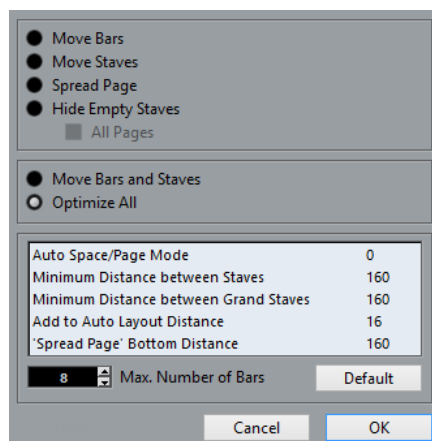 Move Bars
Move Staves
Spread Page
Hide Empty Staves
All Pages
Move Bars and Staves
Optimize All
Auto Space/Page Mode 0
Minimum Distance between Staves 160
Minimum Distance between Grand Staves 160
Add to Auto Layout Distance 16
'Spread Page' Bottom Distance 160
8 Max. Number of Bars Default
Cancel OK